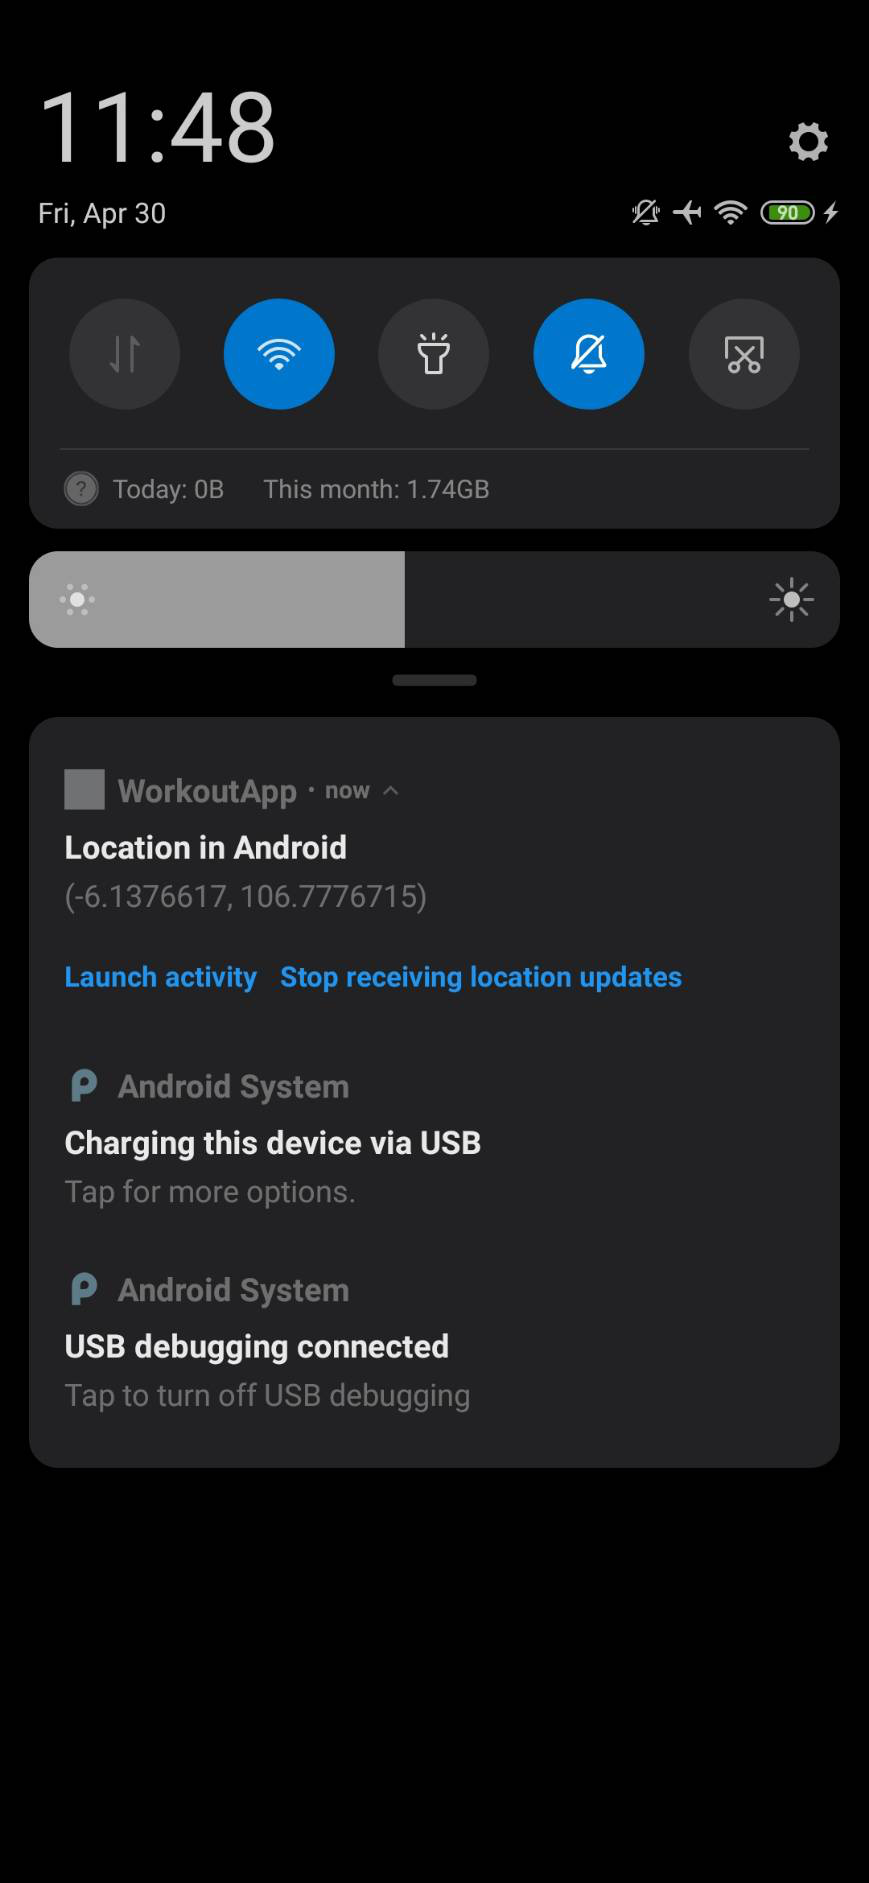 11:48
Fri, Apr 30
90
Today: 0B This month: 1.74GB
WorkoutApp · now
Location in Android
(-6.1376617, 106.7776715)
Launch activity Stop receiving location updates
Android System
Charging this device via USB
Tap for more options.
Android System
USB debugging connected
Tap to turn off USB debugging